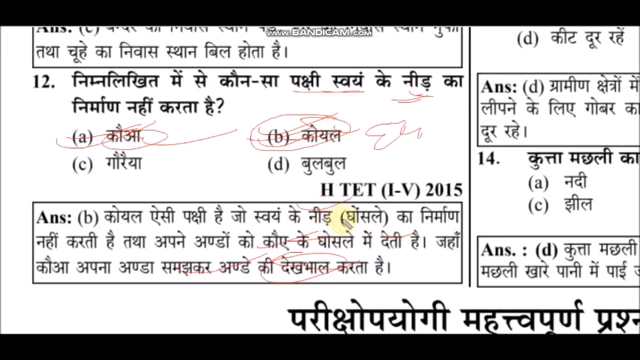 WWW.BANDICAM.COM
तथा चूहे का निवास स्थान बिल होता है।
12. निम्नलिखित में से कौन-सा पक्षी स्वयं के नीड़ का
निर्माण नहीं करता है?
(a) कौआ (b) कोयल
(c) गौरैया (d) बुलबुल
H TET (I-V) 2015
Ans: (b) कोयल ऐसी पक्षी है जो स्वयं के नीड़ (घोंसले) का निर्माण
नहीं करती है तथा अपने अण्डों को कौए के घोसले में देती है। जहाँ
कौआ अपना अण्डा समझकर अण्डे की देखभाल करता है।
(d) कीट दूर रहें
Ans: (d) ग्रामीण क्षेत्रों में
लीपने के लिए गोबर का
दूर रहे।
14. कुत्ता मछली का
(a) नदी
(c) झील
Ans. : (d) कुत्ता मछली
मछली खारे पानी में पाई ज
परीक्षोपयोगी महत्त्वपूर्ण प्रश्न